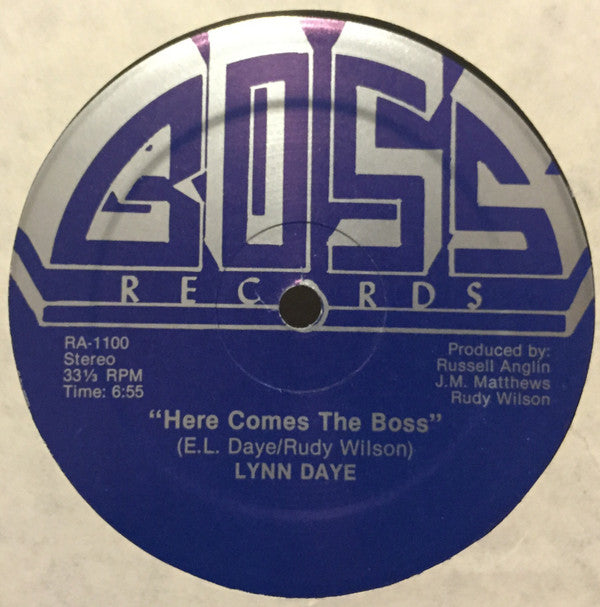 BOSS
RECORDS
RA-1100
Stereo
33⅓ RPM
Time: 6:55
Produced by:
Russell Anglin
J.M. Matthews
Rudy Wilson
"Here Comes The Boss"
(E.L. Daye/Rudy Wilson)
LYNN DAYE